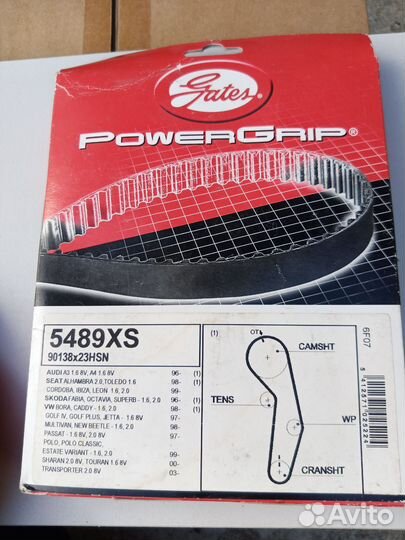 Gates
POWERGRIP®
5489XS
90138x23HSN
(1)
AUDI A3 1.6 8V, A4 1.6 8V 96- (1)
SEAT ALHAMBRA 2.0, TOLEDO 1.6 98- (1)
CORDOBA, IBIZA, LEON 1.6, 2.0 99-
SKODA FABIA, OCTAVIA, SUPERB - 1.6, 2.0 96- (1)
VW BORA, CADDY - 1.6, 2.0 98- (1)
GOLF IV, GOLF PLUS, JETTA - 1.6 8V 97-
MULTIVAN, NEW BEETLE - 1.6, 2.0 98-
PASSAT - 1.6 8V, 2.0 8V 97-
POLO, POLO CLASSIC,
ESTATE VARIANT - 1.6, 2.0 99-
SHARAN 2.0 8V, TOURAN 1.6 8V 00-
TRANSPORTER 2.0 8V 03-
(1)
OT
CAMSHT
TENS
WP
CRANSHT
6F07
Avito